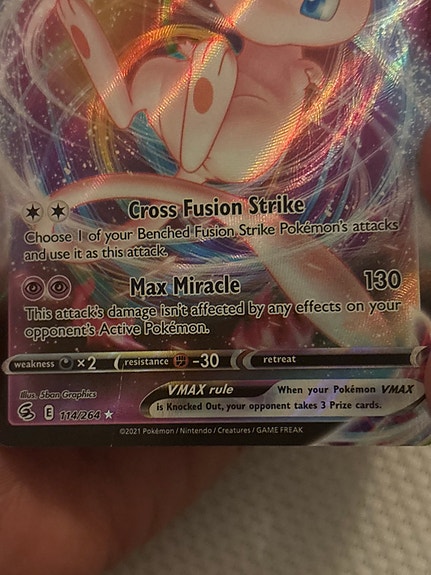 Cross Fusion Strike
Choose 1 of your Benched Fusion Strike Pokémon's attacks
and use it as this attack.
Max Miracle 130
This attack's damage isn't affected by any effects on your
opponent's Active Pokémon.
weakness ×2 resistance -30 retreat
Illus. 5ban Graphics
VMAX rule When your Pokémon VMAX
is Knocked Out, your opponent takes 3 Prize cards.
E 114/264
©2021 Pokémon / Nintendo / Creatures / GAME FREAK